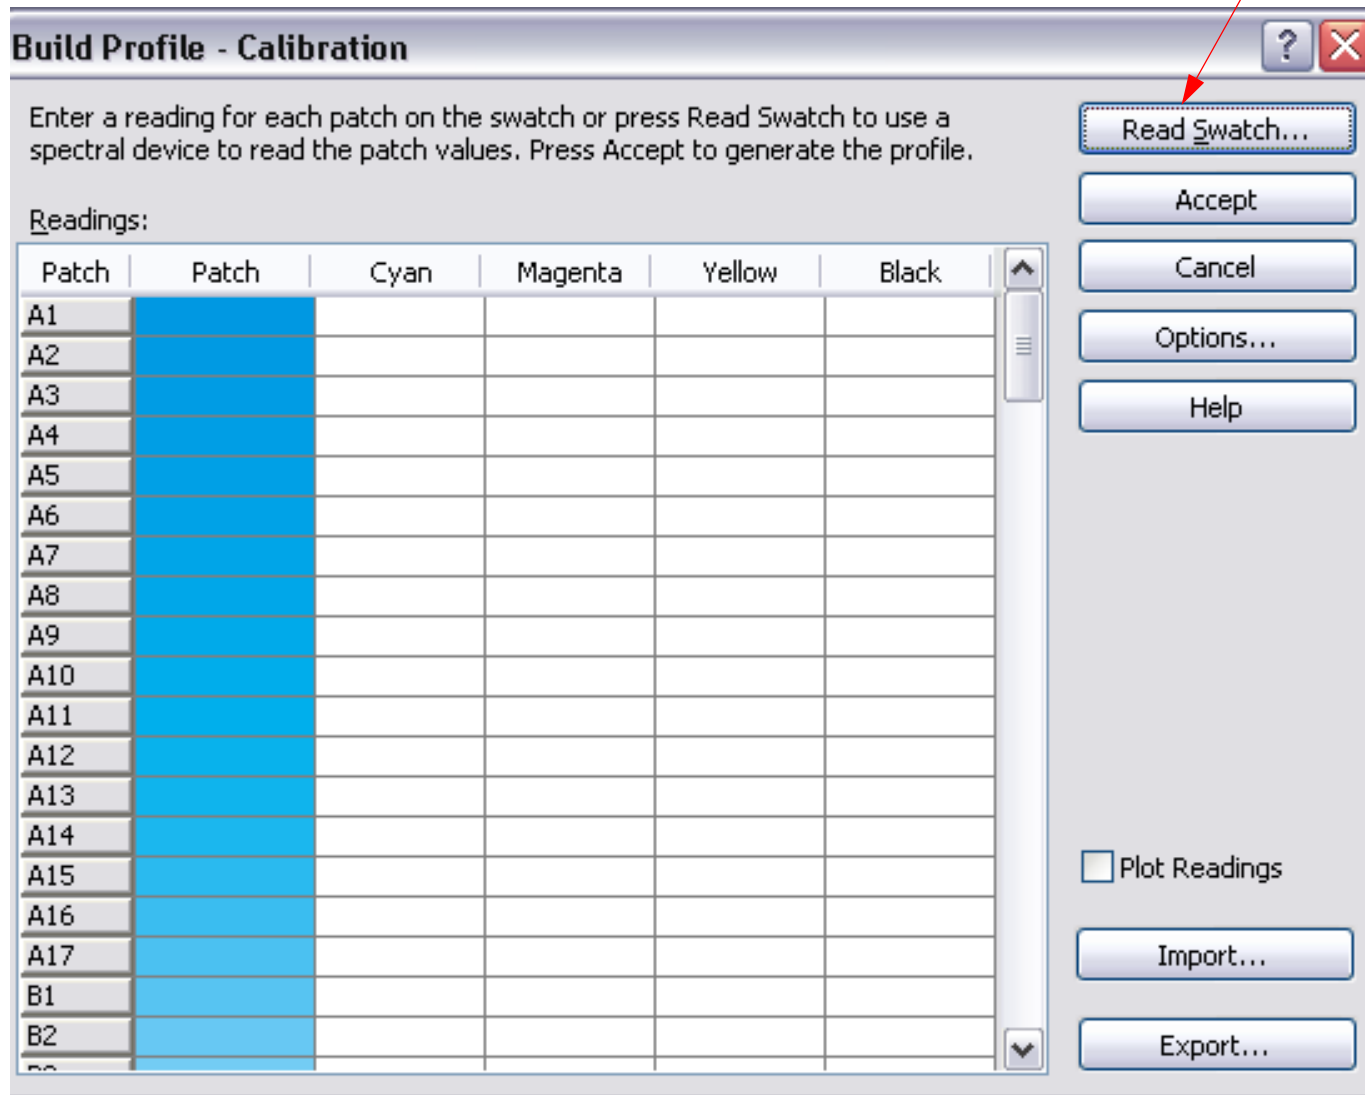 Build Profile - Calibration
?
Enter a reading for each patch on the swatch or press Read Swatch to use a
spectral device to read the patch values. Press Accept to generate the profile.
Readings:
Patch Patch Cyan Magenta Yellow Black
A1
A2
A3
A4
A5
A6
A7
A8
A9
A10
A11
A12
A13
A14
A15
A16
A17
B1
B2
Read Swatch...
Accept
Cancel
Options...
Help
Plot Readings
Import...
Export...